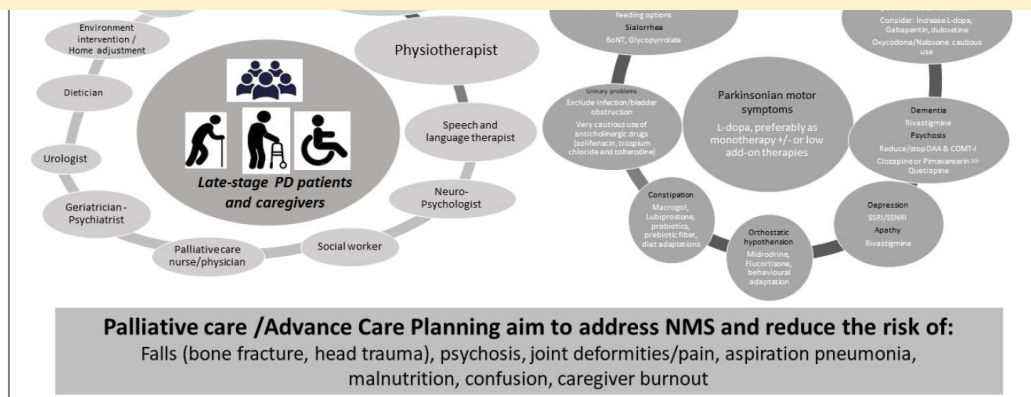 Environment
intervention /
Home adjustment
Dietician
Urologist
Geriatrician -
Psychiatrist
Palliative care
nurse/physician
Social worker
Neuro-
Psychologist
Speech and
language therapist
Physiotherapist
Late-stage PD patients
and caregivers
feeding options
Sialorrhea
BoNT, Glycopyrrolate
Urinary problems
Exclude infection/bladder
obstruction
Very cautious use of
anticholinergic drugs
(solifenacin, trospium
chloride and tolterodine)
Constipation
Macrogol,
Lubiprostone,
probiotics,
prebiotic fiber,
diet adaptations
Orthostatic
hypothension
Midrodrine,
Flucortisone,
behavioural
adaptation
Depression
SSRI/SSNRI
Apathy
Rivastigmine
Dementia
Rivastigmine
Psychosis
Reduce/stop DAA & COMT-I
Clozapine or Pimavanserin >>
Quetiapine
Consider: Increase L-dopa,
Gabapentin, duloxetine
Oxycodone/Naloxone: cautious
use
Parkinsonian motor
symptoms
L-dopa, preferably as
monotherapy +/- or low
add-on therapies
Palliative care /Advance Care Planning aim to address NMS and reduce the risk of:
Falls (bone fracture, head trauma), psychosis, joint deformities/pain, aspiration pneumonia,
malnutrition, confusion, caregiver burnout